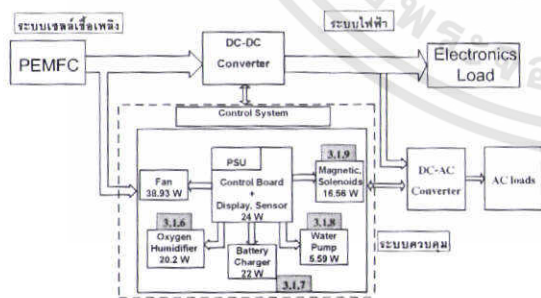 ระบบเซลล์เชื้อเพลิง
ระบบไฟฟ้า
PEMFC
DC-DC
Converter
Electronics
Load
Control System
PSU
Control Board
+
Display, Sensor
24 W
Fan
38.93 W
3.1.9
Magnetic,
Solenoids
16.56 W
DC-AC
Converter
AC loads
3.1.6
Oxygen
Humidifier
20.2 W
Battery
Charger
22 W
3.1.7
3.1.8
Water
Pump
5.59 W
ระบบควบคุม